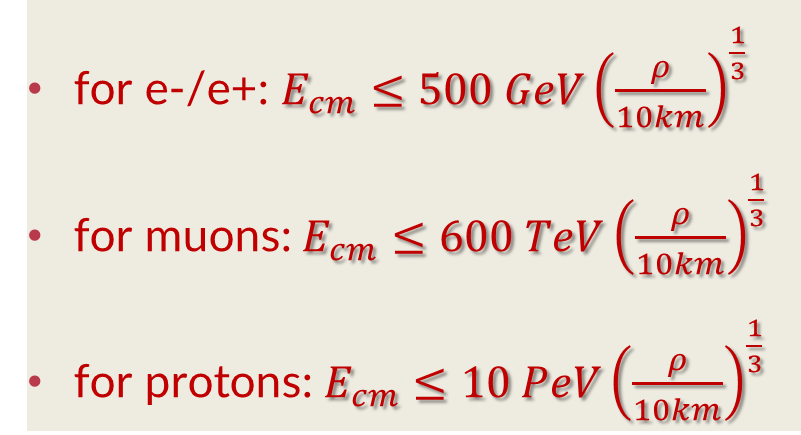 • for e-/e+: E_cm ≤ 500 GeV (ρ/10km)^(1/3)
• for muons: E_cm ≤ 600 TeV (ρ/10km)^(1/3)
• for protons: E_cm ≤ 10 PeV (ρ/10km)^(1/3)